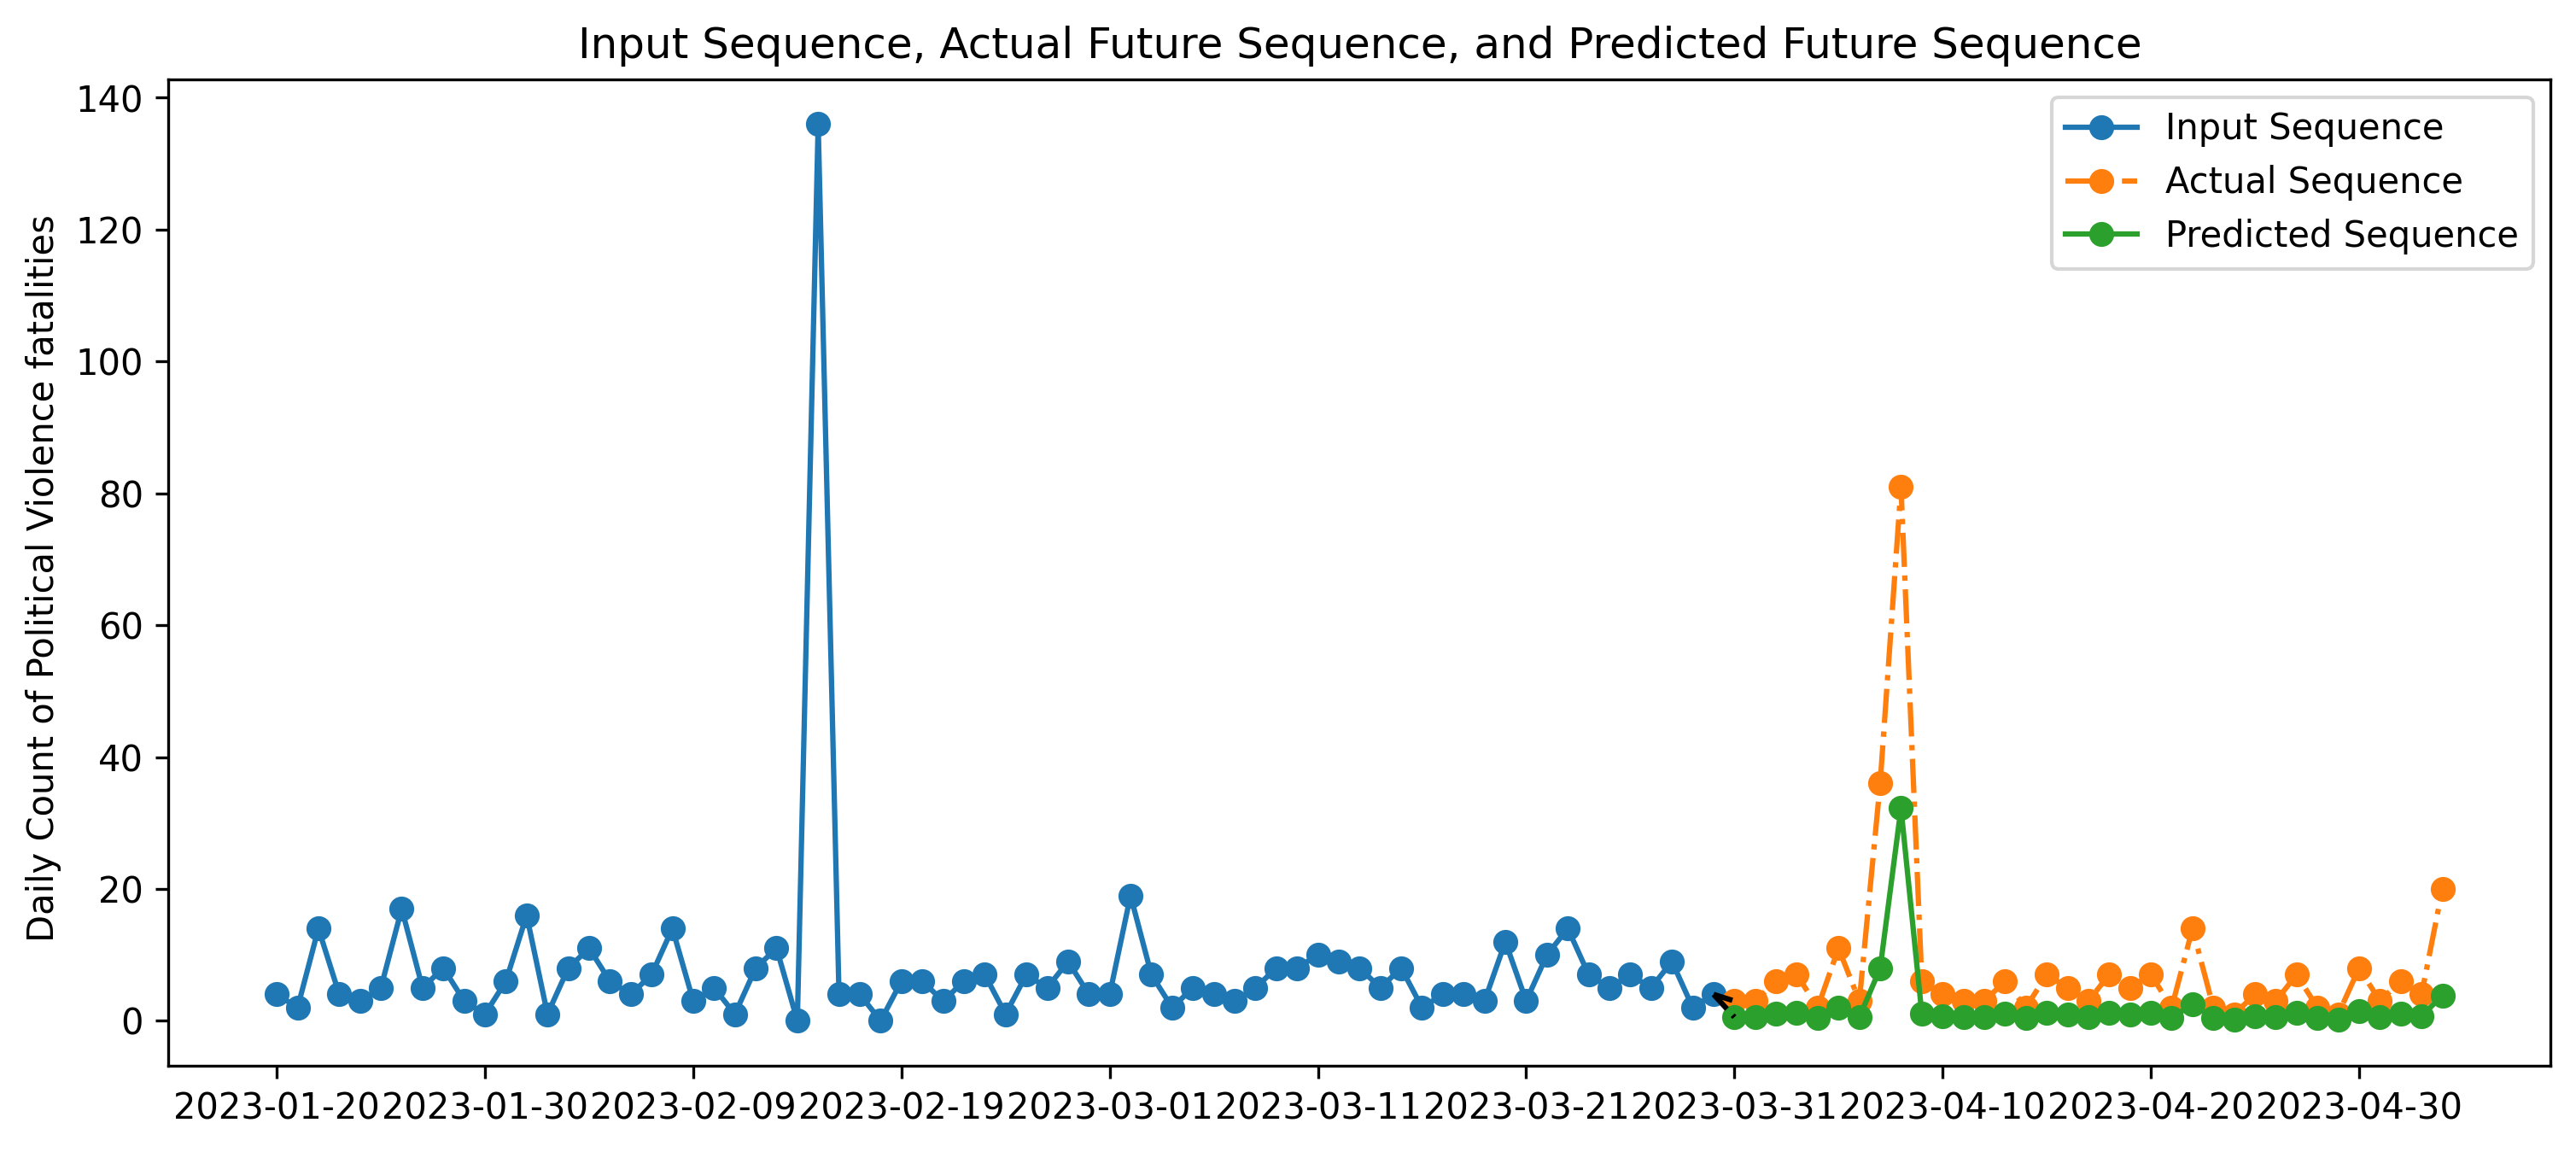 Input Sequence, Actual Future Sequence, and Predicted Future Sequence
Daily Count of Political Violence fatalities
140
120
100
80
60
40
20
0
Input Sequence
Actual Sequence
Predicted Sequence
2023-01-20 2023-01-30 2023-02-09 2023-02-19 2023-03-01 2023-03-11 2023-03-21 2023-03-31 2023-04-10 2023-04-20 2023-04-30